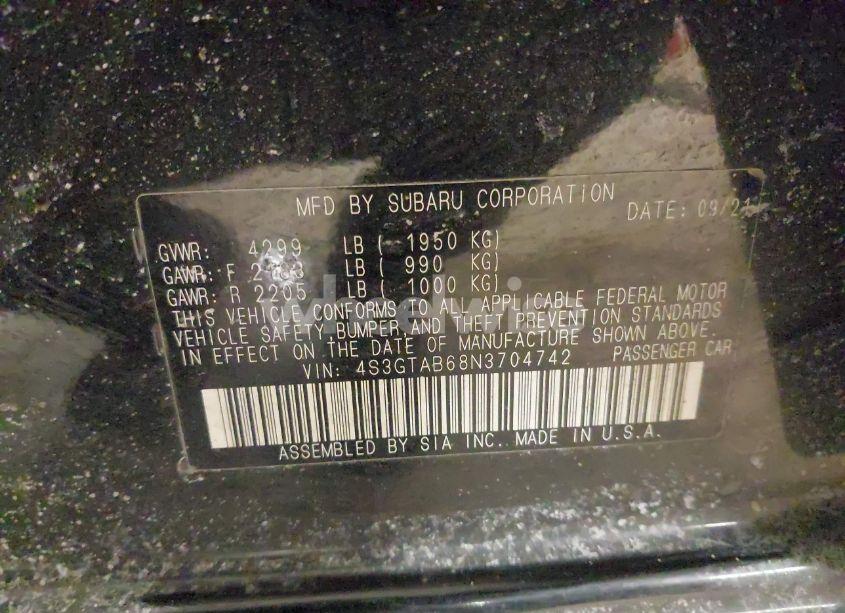 MFD BY SUBARU CORPORATION
DATE: 09/21
GVWR: 4299 LB ( 1950 KG)
GAWR: F 2183 LB ( 990 KG)
GAWR: R 2205 LB ( 1000 KG)
THIS VEHICLE CONFORMS TO ALL APPLICABLE FEDERAL MOTOR
VEHICLE SAFETY BUMPER AND THEFT PREVENTION STANDARDS
IN EFFECT ON THE DATE OF MANUFACTURE SHOWN ABOVE.
VIN: 4S3GTAB68N3704742 PASSENGER CAR
ASSEMBLED BY SIA INC. MADE IN U.S.A.